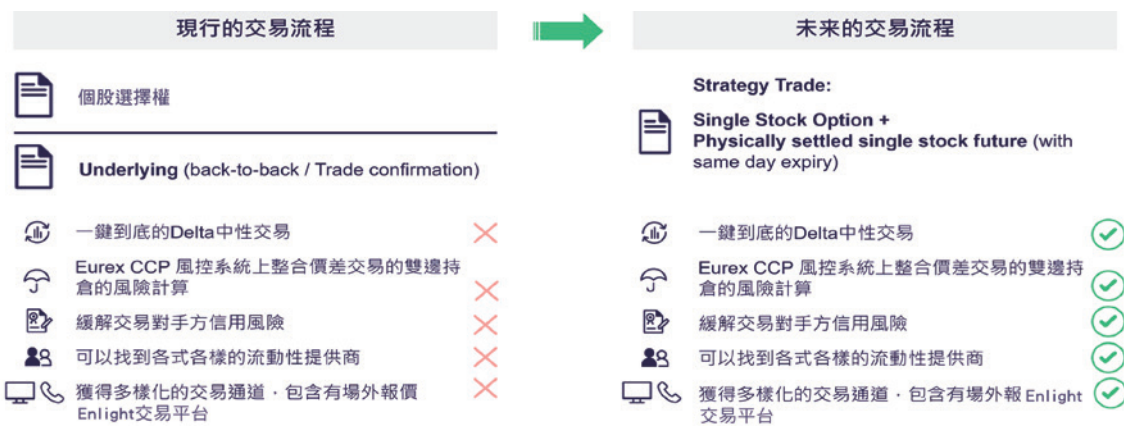 現行的交易流程
個股選擇權
Underlying (back-to-back / Trade confirmation)
一鍵到底的Delta中性交易
Eurex CCP 風控系統上整合價差交易的雙邊持
倉的風險計算
緩解交易對手方信用風險
可以找到各式各樣的流動性提供商
獲得多樣化的交易通道，包含有場外報價
Enlight交易平台
未來的交易流程
Strategy Trade:
Single Stock Option +
Physically settled single stock future (with
same day expiry)
一鍵到底的Delta中性交易
Eurex CCP 風控系統上整合價差交易的雙邊持
倉的風險計算
緩解交易對手方信用風險
可以找到各式各樣的流動性提供商
獲得多樣化的交易通道，包含有場外報 Enlight
交易平台